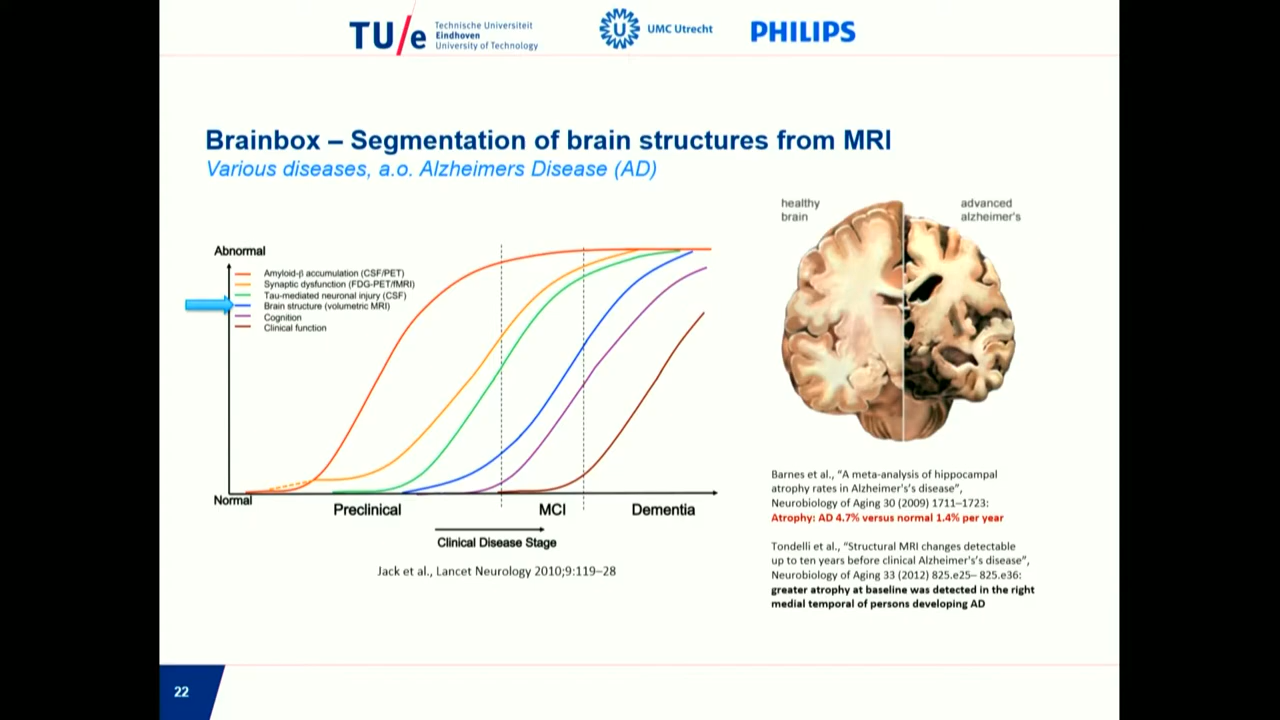 TU/e
Technische Universiteit
Eindhoven
University of Technology
U
UMC Utrecht
PHILIPS
Brainbox – Segmentation of brain structures from MRI
Various diseases, a.o. Alzheimers Disease (AD)
Abnormal
Amyloid-β accumulation (CSF/PET)
Synaptic dysfunction (FDG-PET/fMRI)
Tau-mediated neuronal injury (CSF)
Brain structure (volumetric MRI)
Cognition
Clinical function
Normal
Preclinical
MCI
Dementia
Clinical Disease Stage
Jack et al., Lancet Neurology 2010;9:119–28
healthy
brain
advanced
alzheimer's
Barnes et al., “A meta-analysis of hippocampal
atrophy rates in Alzheimer's’s disease”,
Neurobiology of Aging 30 (2009) 1711–1723:
Atrophy: AD 4.7% versus normal 1.4% per year
Tondelli et al., “Structural MRI changes detectable
up to ten years before clinical Alzheimer’s’s disease”,
Neurobiology of Aging 33 (2012) 825.e25– 825.e36:
greater atrophy at baseline was detected in the right
medial temporal of persons developing AD
22